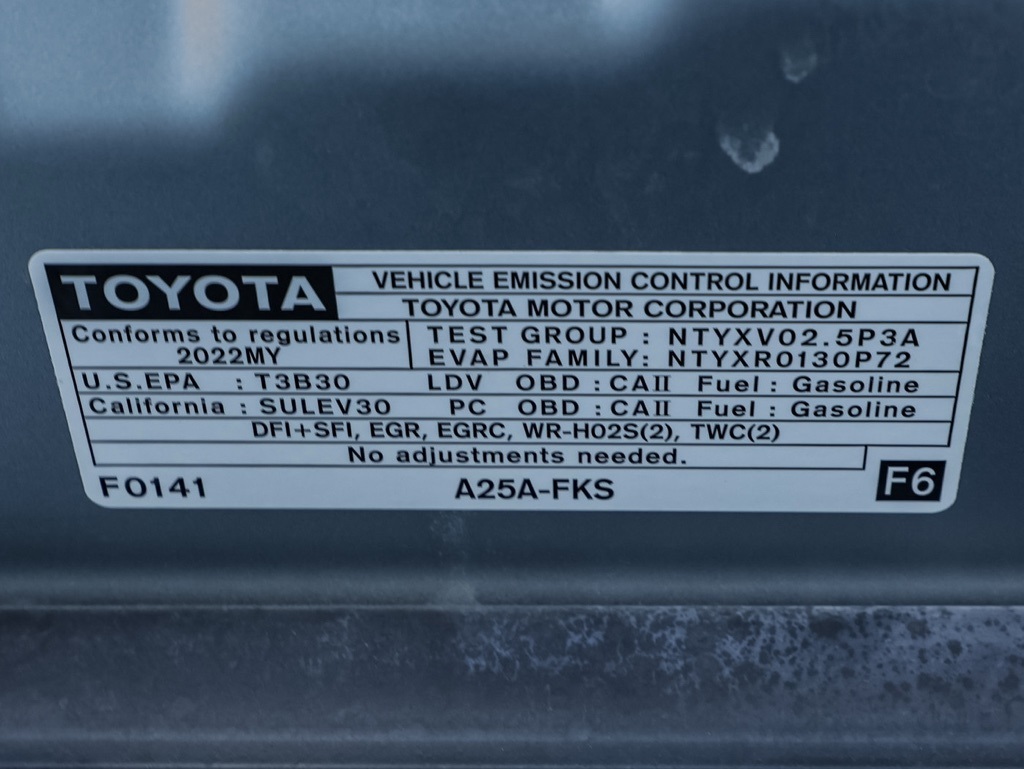 TOYOTA VEHICLE EMISSION CONTROL INFORMATION
TOYOTA MOTOR CORPORATION
Conforms to regulations TEST GROUP : NTYXV02.5P3A
2022MY EVAP FAMILY: NTYXR0130P72
U.S.EPA : T3B30 LDV OBD : CAII Fuel : Gasoline
California : SULEV30 PC OBD : CAII Fuel : Gasoline
DFI+SFI, EGR, EGRC, WR-HO2S(2), TWC(2)
No adjustments needed.
F0141 A25A-FKS F6